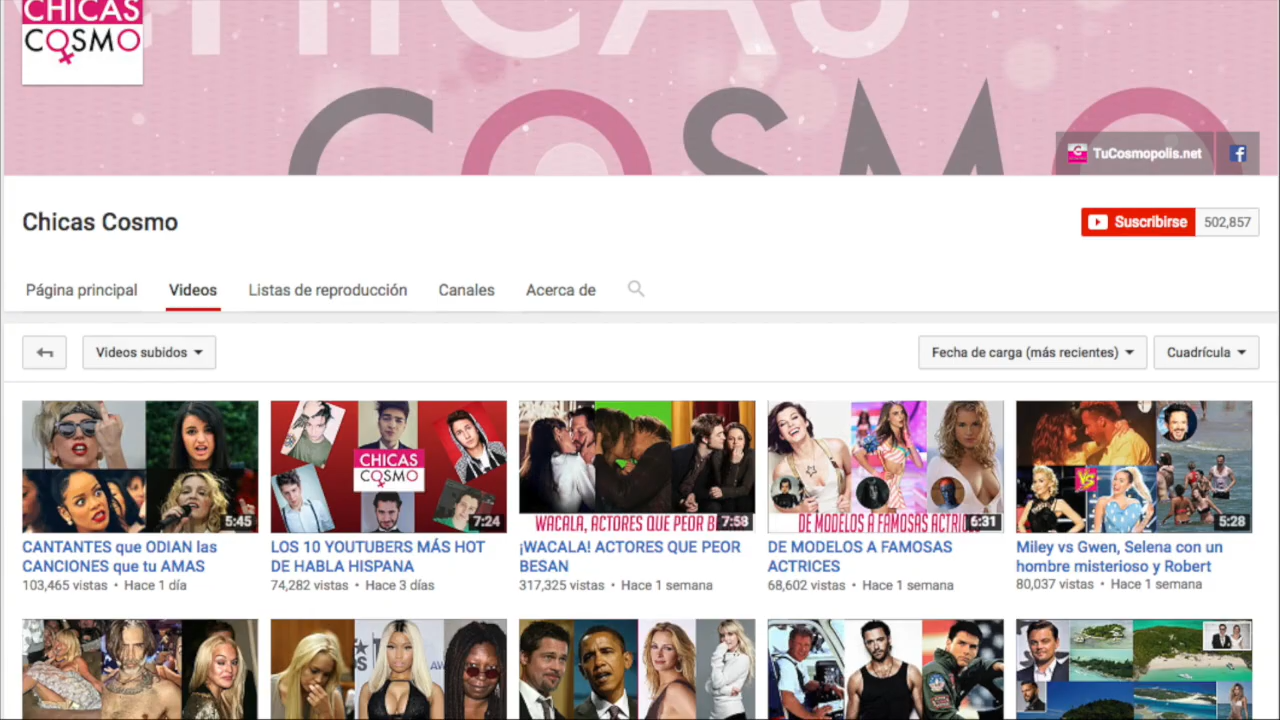 CHICAS
COSMO
CHICAS
COSMO
TuCosmopolis.net
Chicas Cosmo
Suscribirse 502,857
Página principal Videos Listas de reproducción Canales Acerca de
Videos subidos Fecha de carga (más recientes) Cuadrícula
CHICAS
COSMO
VS
WACALA, ACTORES QUE PEOR B
DE MODELOS A FAMOSAS ACTRI
5:45 7:24 7:58 6:31 5:28
CANTANTES que ODIAN las LOS 10 YOUTUBERS MÁS HOT ¡WACALA! ACTORES QUE PEOR DE MODELOS A FAMOSAS Miley vs Gwen, Selena con un
CANCIONES que tu AMAS DE HABLA HISPANA BESAN ACTRICES hombre misterioso y Robert
103,465 vistas • Hace 1 día 74,282 vistas • Hace 3 días 317,325 vistas • Hace 1 semana 68,602 vistas • Hace 1 semana 80,037 vistas • Hace 1 semana